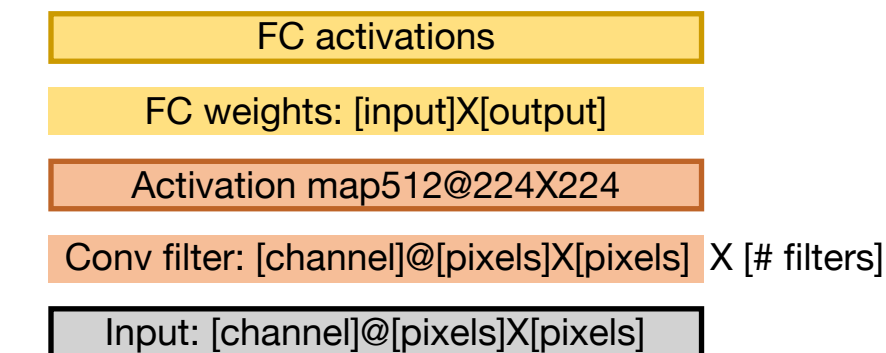 FC activations
FC weights: [input]X[output]
Activation map512@224X224
Conv filter: [channel]@[pixels]X[pixels] X [# filters]
Input: [channel]@[pixels]X[pixels]